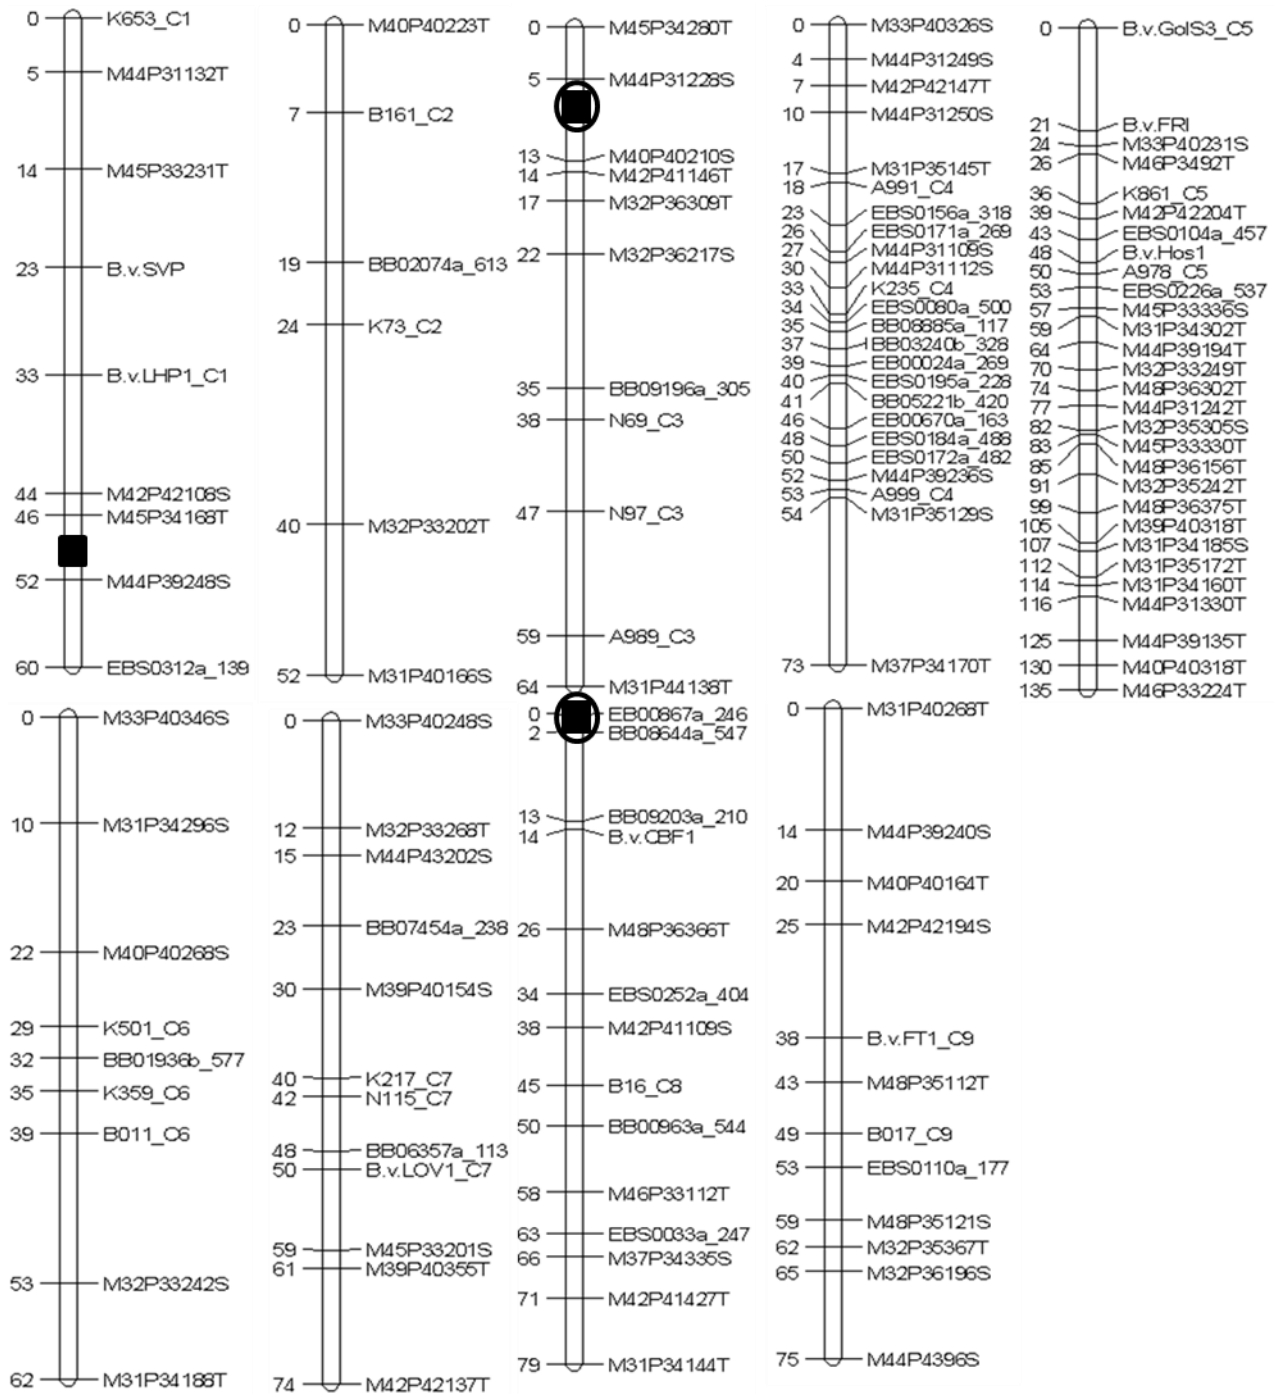 0 K653_C1
5 M44P31132T
14 M45P33231T
23 B.v.SVP
33 B.v.LHP1_C1
44 M42P42108S
46 M45P34168T
52 M44P39248S
60 EBS0312a_139
0 M40P40223T
7 B161_C2
19 BB02074a_613
24 K73_C2
40 M32P33202T
52 M31P40166S
0 M45P34280T
5 M44P31228S
13 M40P40210S
14 M42P41146T
17 M32P36309T
22 M32P36217S
35 BB09196a_305
38 N69_C3
47 N97_C3
59 A989_C3
64 M31P44138T
0 M33P40326S
4 M44P31249S
7 M42P42147T
10 M44P31250S
17 M31P35145T
18 A991_C4
23 EBS0156a_318
26 EBS0171a_269
27 M44P31109S
30 M44P31112S
33 K235_C4
34 EBS0080a_500
35 BB08885a_117
37 BB03240b_328
39 EB00024a_269
40 EBS0195a_228
41 BB05221b_420
46 EB00670a_163
48 EBS0184a_488
50 EBS0172a_482
52 M44P39236S
53 A999_C4
54 M31P35129S
73 M37P34170T
0 B.v.GolS3_C5
21 B.v.FRI
24 M33P40231S
26 M46P3492T
36 K861_C5
39 M42P42204T
43 EBS0104a_457
48 B.v.Hos1
50 A978_C5
53 EBS0226a_537
57 M45P33336S
59 M31P34302T
64 M44P39194T
70 M32P33249T
74 M48P36302T
77 M44P31242T
82 M32P35305S
83 M45P33330T
85 M48P36156T
91 M32P35242T
99 M48P36375T
105 M39P40318T
107 M31P34185S
112 M31P35172T
114 M31P34160T
116 M44P31330T
125 M44P39135T
130 M40P40318T
135 M46P33224T
0 M33P40346S
10 M31P34296S
22 M40P40268S
29 K501_C6
32 BB01936b_577
35 K359_C6
39 B011_C6
53 M32P33242S
62 M31P34188T
0 M33P40248S
12 M32P33268T
15 M44P43202S
23 BB07454a_238
30 M39P40154S
40 K217_C7
42 N115_C7
48 BB06357a_113
50 B.v.LOV1_C7
59 M45P33201S
61 M39P40355T
74 M42P42137T
0 EB00867a_246
2 BB08644a_547
13 BB09203a_210
14 B.v.CBF1
26 M48P36366T
34 EBS0252a_404
38 M42P41109S
45 B16_C8
50 BB00963a_544
58 M46P33112T
63 EBS0033a_247
66 M37P34335S
71 M42P41427T
79 M31P34144T
0 M31P40268T
14 M44P39240S
20 M40P40164T
25 M42P42194S
38 B.v.FT1_C9
43 M48P35112T
49 B017_C9
53 EBS0110a_177
59 M48P35121S
62 M32P35367T
65 M32P36196S
75 M44P4396S